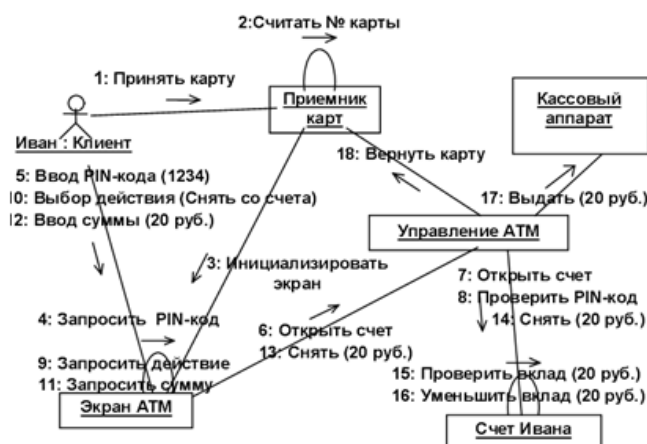 2:Считать № карты
1: Принять карту
Приемник
карт
Кассовый
аппарат
Иван : Клиент
18: Вернуть карту
5: Ввод PIN-кода (1234)
10: Выбор действия (Снять со счета)
12: Ввод суммы (20 руб.)
17: Выдать (20 руб.)
Управление ATM
3: Инициализировать
экран
7: Открыть счет
8: Проверить PIN-код
14: Снять (20 руб.)
4: Запросить PIN-код
6: Открыть счет
13: Снять (20 руб.)
9: Запросить действие
11: Запросить сумму
15: Проверить вклад (20 руб.)
16: Уменьшить вклад (20 руб.)
Экран ATM
Счет Ивана